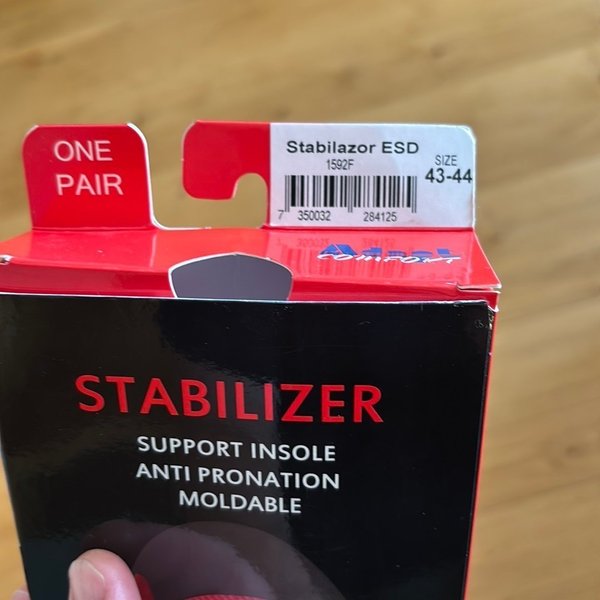 ONE
PAIR
Stabilazor ESD
1592F
SIZE
43-44
7 350032 284125
COMFORT
STABILIZER
SUPPORT INSOLE
ANTI PRONATION
MOLDABLE